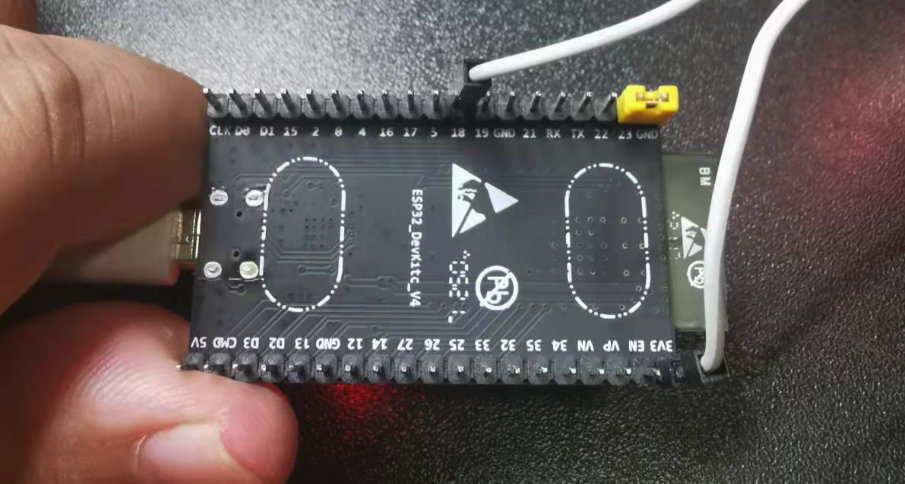 CLK D0 D1 15 2 0 4 16 17 5 18 19 GND 21 RX TX 22 23 GND
BM
ESP32_DevKitc_V4
Pb
5V CMD D3 D2 13 GND 12 14 27 26 25 33 32 35 34 VN VP EN 3V3